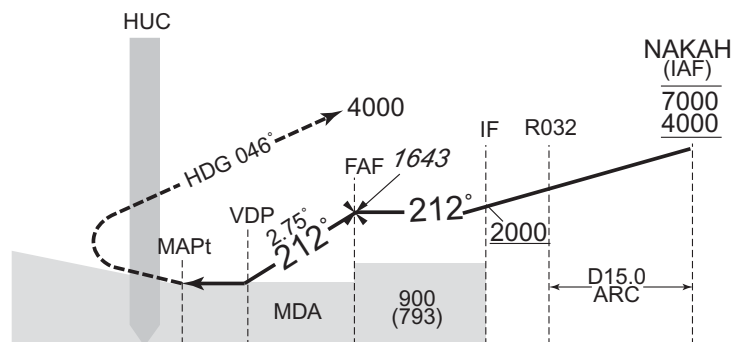 HUC
NAKAH
(IAF)
7000
4000
4000
IF
R032
HDG 046°
FAF
1643
VDP
2.75°
212°
212°
2000
MAPt
D15.0
ARC
MDA
900
(793)